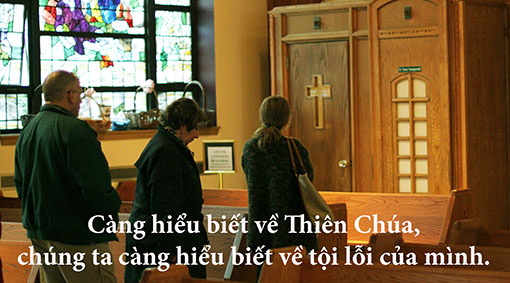 Càng hiểu biết về Thiên Chúa,
chúng ta càng hiểu biết về tội lỗi của mình.